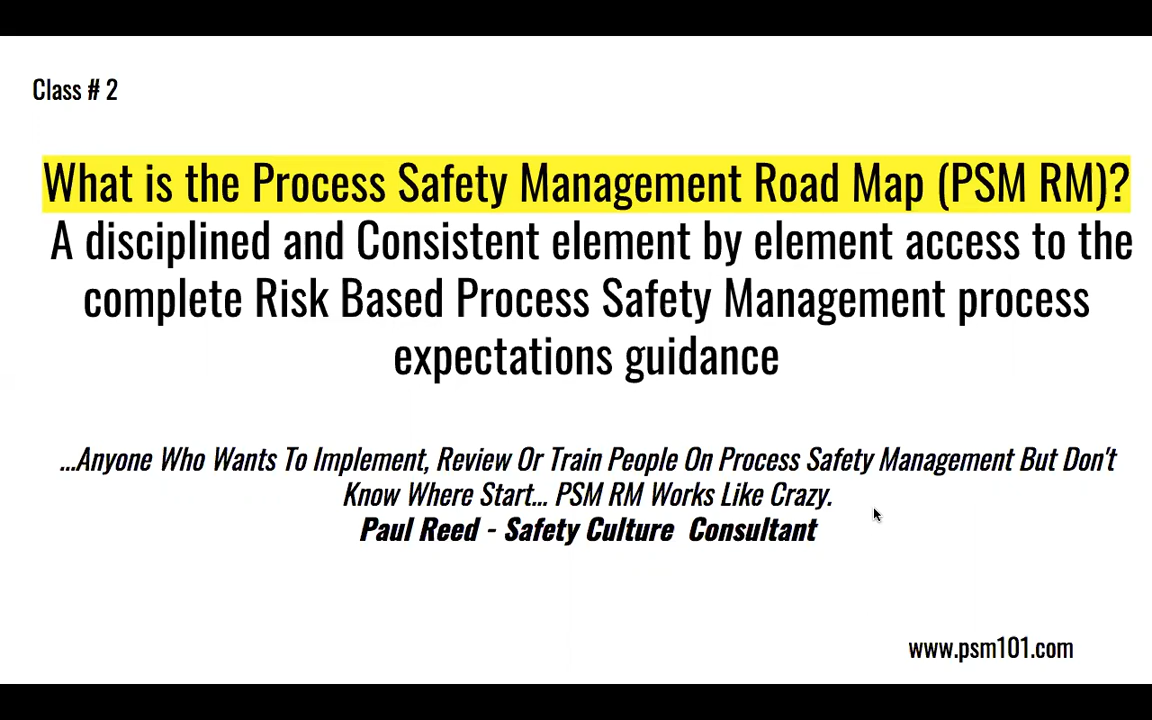 Class # 2
What is the Process Safety Management Road Map (PSM RM)?
A disciplined and Consistent element by element access to the
complete Risk Based Process Safety Management process
expectations guidance
...Anyone Who Wants To Implement, Review Or Train People On Process Safety Management But Don't
Know Where Start... PSM RM Works Like Crazy.
Paul Reed - Safety Culture Consultant
www.psm101.com